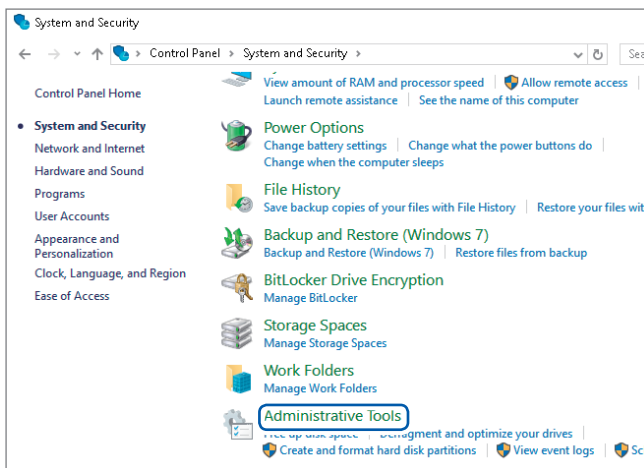 System and Security
Control Panel > System and Security >
Control Panel Home
System and Security
Network and Internet
Hardware and Sound
Programs
User Accounts
Appearance and
Personalization
Clock, Language, and Region
Ease of Access
View amount of RAM and processor speed Allow remote access
Launch remote assistance See the name of this computer
Power Options
Change battery settings Change what the power buttons do
Change when the computer sleeps
File History
Save backup copies of your files with File History Restore your files wit
Backup and Restore (Windows 7)
Backup and Restore (Windows 7) Restore files from backup
BitLocker Drive Encryption
Manage BitLocker
Storage Spaces
Manage Storage Spaces
Work Folders
Manage Work Folders
Administrative Tools
Free up disk space Defragment and optimize your drives
Create and format hard disk partitions View event logs Sc